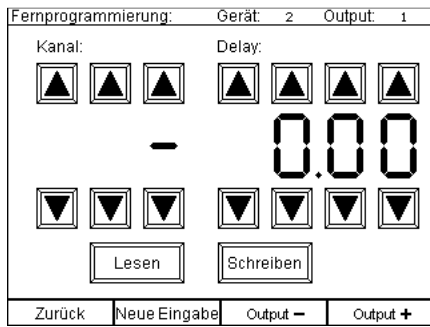 Fernprogrammierung: Gerät: 2 Output: 1
Kanal: Delay:
- 0.00
Lesen Schreiben
Zurück Neue Eingabe Output - Output +